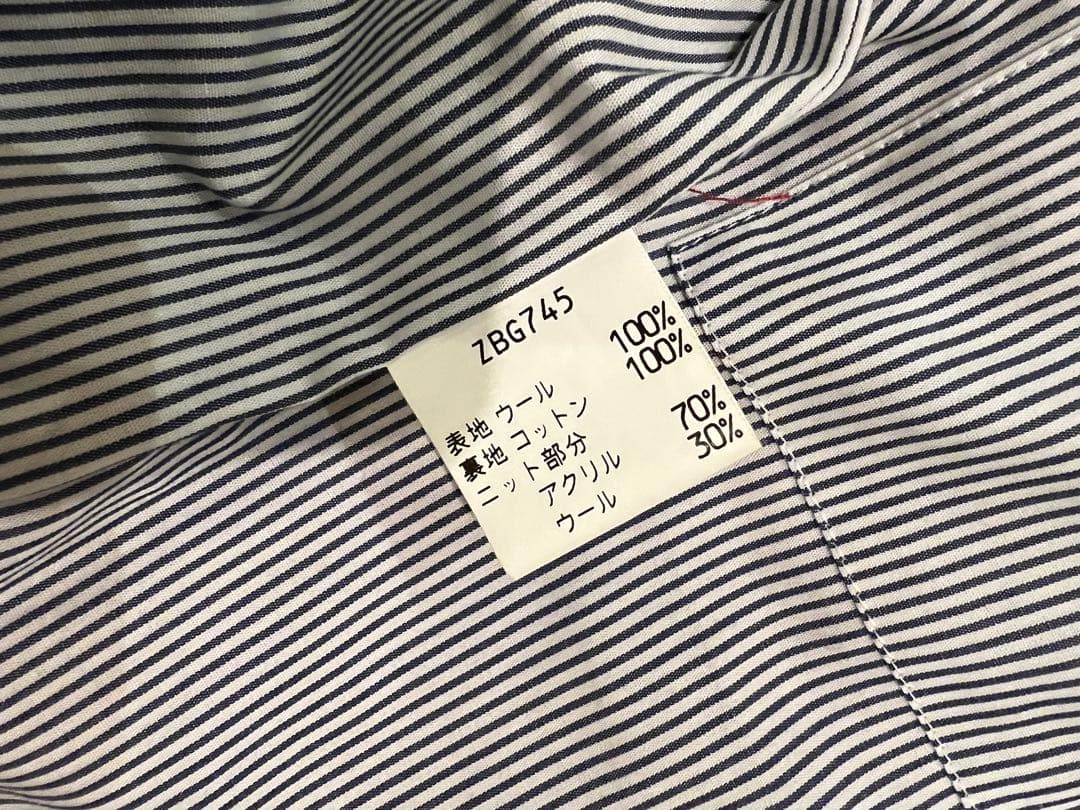 ZBG745
表地 ウール 100%
裏地 コットン 100%
ニット部分
アクリル 70%
ウール 30%